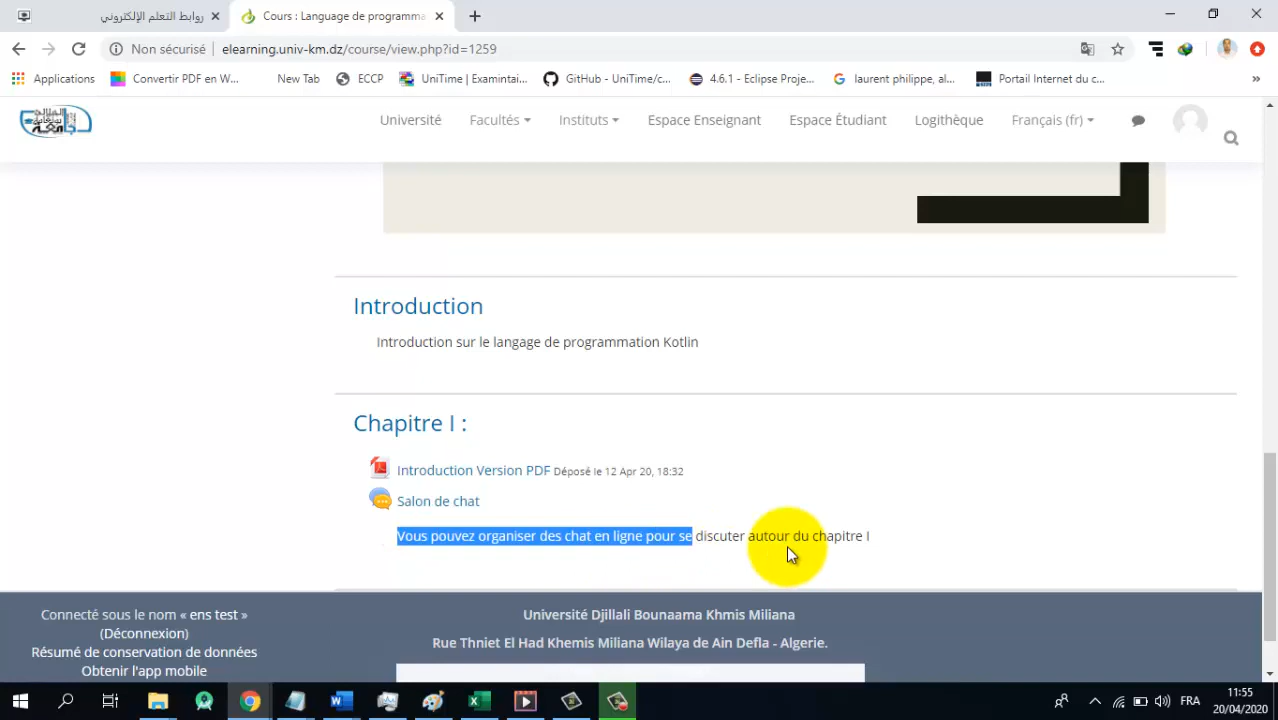 روابط التعلم الإلكتروني
Cours : Language de programma
Non sécurisé
elearning.univ-km.dz/course/view.php?id=1259
Applications
Convertir PDF en W...
New Tab
ECCP
UniTime | Examintai...
GitHub - UniTime/c...
4.6.1 - Eclipse Proje...
laurent philippe, al...
Portail Internet du c...
»
Université
Facultés
Instituts
Espace Enseignant
Espace Étudiant
Logithèque
Français (fr)
Introduction
Introduction sur le langage de programmation Kotlin
Chapitre I :
Introduction Version PDF Déposé le 12 Apr 20, 18:32
Salon de chat
Vous pouvez organiser des chat en ligne pour se discuter autour du chapitre I
Connecté sous le nom « ens test »
(Déconnexion)
Résumé de conservation de données
Obtenir l'app mobile
Université Djillali Bounaama Khmis Miliana
Rue Thniet El Had Khemis Miliana Wilaya de Ain Defla - Algerie.
FRA
11:55
20/04/2020